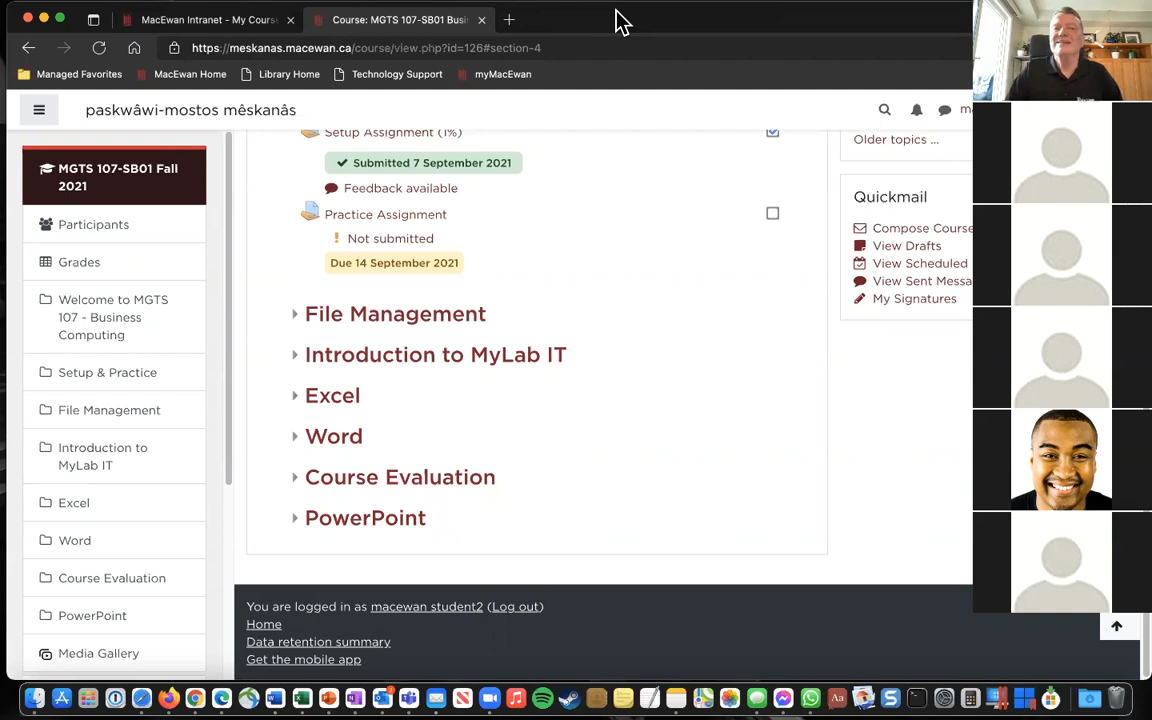 MacEwan Intranet - My Cours
Course: MGTS 107-SB01 Busi
https://meskanas.macewan.ca/course/view.php?id=126#section-4
Managed Favorites
MacEwan Home
Library Home
Technology Support
myMacEwan
paskwâwi-mostos mêskanâs
MGTS 107-SB01 Fall
2021
Participants
Grades
Welcome to MGTS
107 - Business
Computing
Setup & Practice
File Management
Introduction to
MyLab IT
Excel
Word
Course Evaluation
PowerPoint
Media Gallery
Setup Assignment (1%)
Submitted 7 September 2021
Feedback available
Practice Assignment
Not submitted
Due 14 September 2021
File Management
Introduction to MyLab IT
Excel
Word
Course Evaluation
PowerPoint
Older topics ...
Quickmail
Compose Course
View Drafts
View Scheduled
View Sent Messa
My Signatures
You are logged in as macewan student2 (Log out)
Home
Data retention summary
Get the mobile app